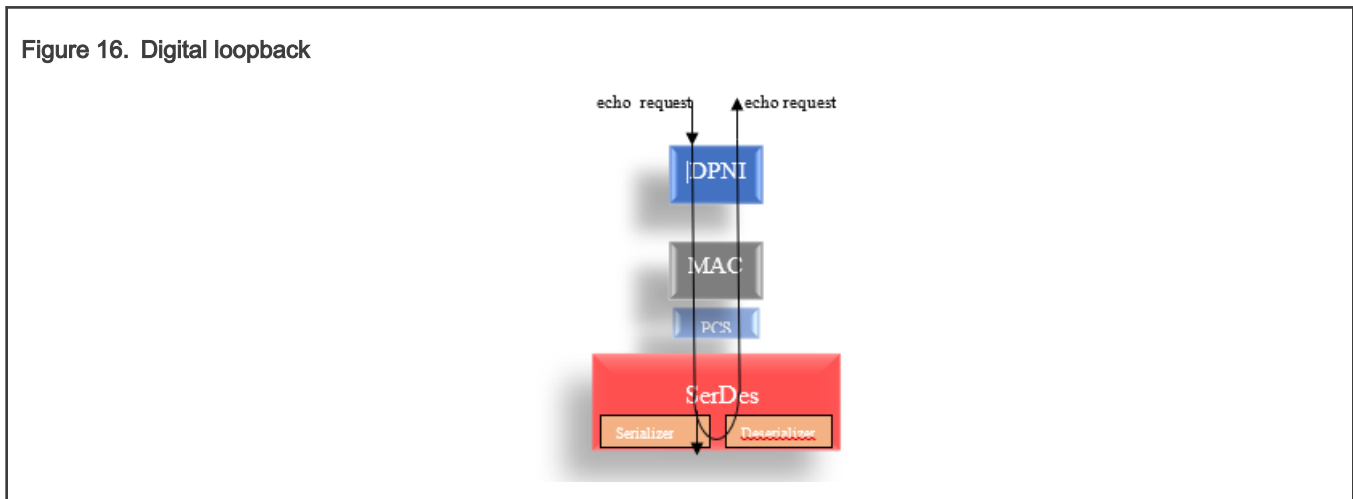 Figure 16. Digital loopback
echo request
echo request
DPNI
MAC
PCS
SerDes
Serializer
Deserializer